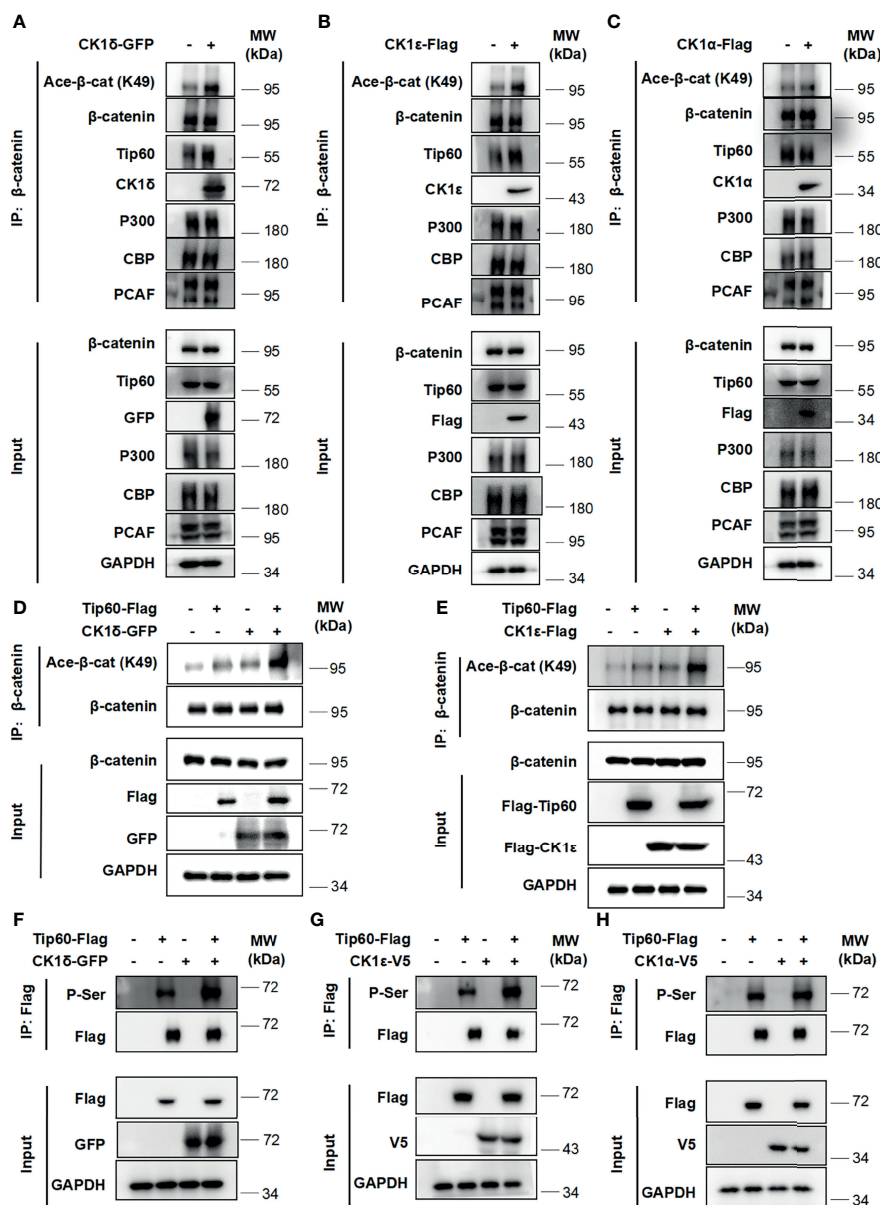 A
CK1δ-GFP - + MW
(kDa)
IP: β-catenin
Ace-β-cat (K49) 95
β-catenin 95
Tip60 55
CK1δ 72
P300 180
CBP 180
PCAF 95
Input
β-catenin 95
Tip60 55
GFP 72
P300 180
CBP 180
PCAF 95
GAPDH 34
B
CK1ε-Flag - + MW
(kDa)
IP: β-catenin
Ace-β-cat (K49) 95
β-catenin 95
Tip60 55
CK1ε 43
P300 180
CBP 180
PCAF 95
Input
β-catenin 95
Tip60 55
Flag 43
P300 180
CBP 180
PCAF 95
GAPDH 34
C
CK1α-Flag - + MW
(kDa)
IP: β-catenin
Ace-β-cat (K49) 95
β-catenin 95
Tip60 55
CK1α 34
P300 180
CBP 180
PCAF 95
Input
β-catenin 95
Tip60 55
Flag 34
P300 180
CBP 180
PCAF 95
GAPDH 34
D
Tip60-Flag - + - + MW
CK1δ-GFP - - + + (kDa)
IP: β-catenin
Ace-β-cat (K49) 95
β-catenin 95
Input
β-catenin 95
Flag 72
GFP 72
GAPDH 34
E
Tip60-Flag - + - + MW
CK1ε-Flag - - + + (kDa)
IP: β-catenin
Ace-β-cat (K49) 95
β-catenin 95
Input
β-catenin 95
Flag-Tip60 72
Flag-CK1ε 43
GAPDH 34
F
Tip60-Flag - + - + MW
CK1δ-GFP - - + + (kDa)
IP: Flag
P-Ser 72
Flag 72
Input
Flag 72
GFP 72
GAPDH 34
G
Tip60-Flag - + - + MW
CK1ε-V5 - - + + (kDa)
IP: Flag
P-Ser 72
Flag 72
Input
Flag 72
V5 43
GAPDH 34
H
Tip60-Flag - + - + MW
CK1α-V5 - - + + (kDa)
IP: Flag
P-Ser 72
Flag 72
Input
Flag 72
V5 34
GAPDH 34